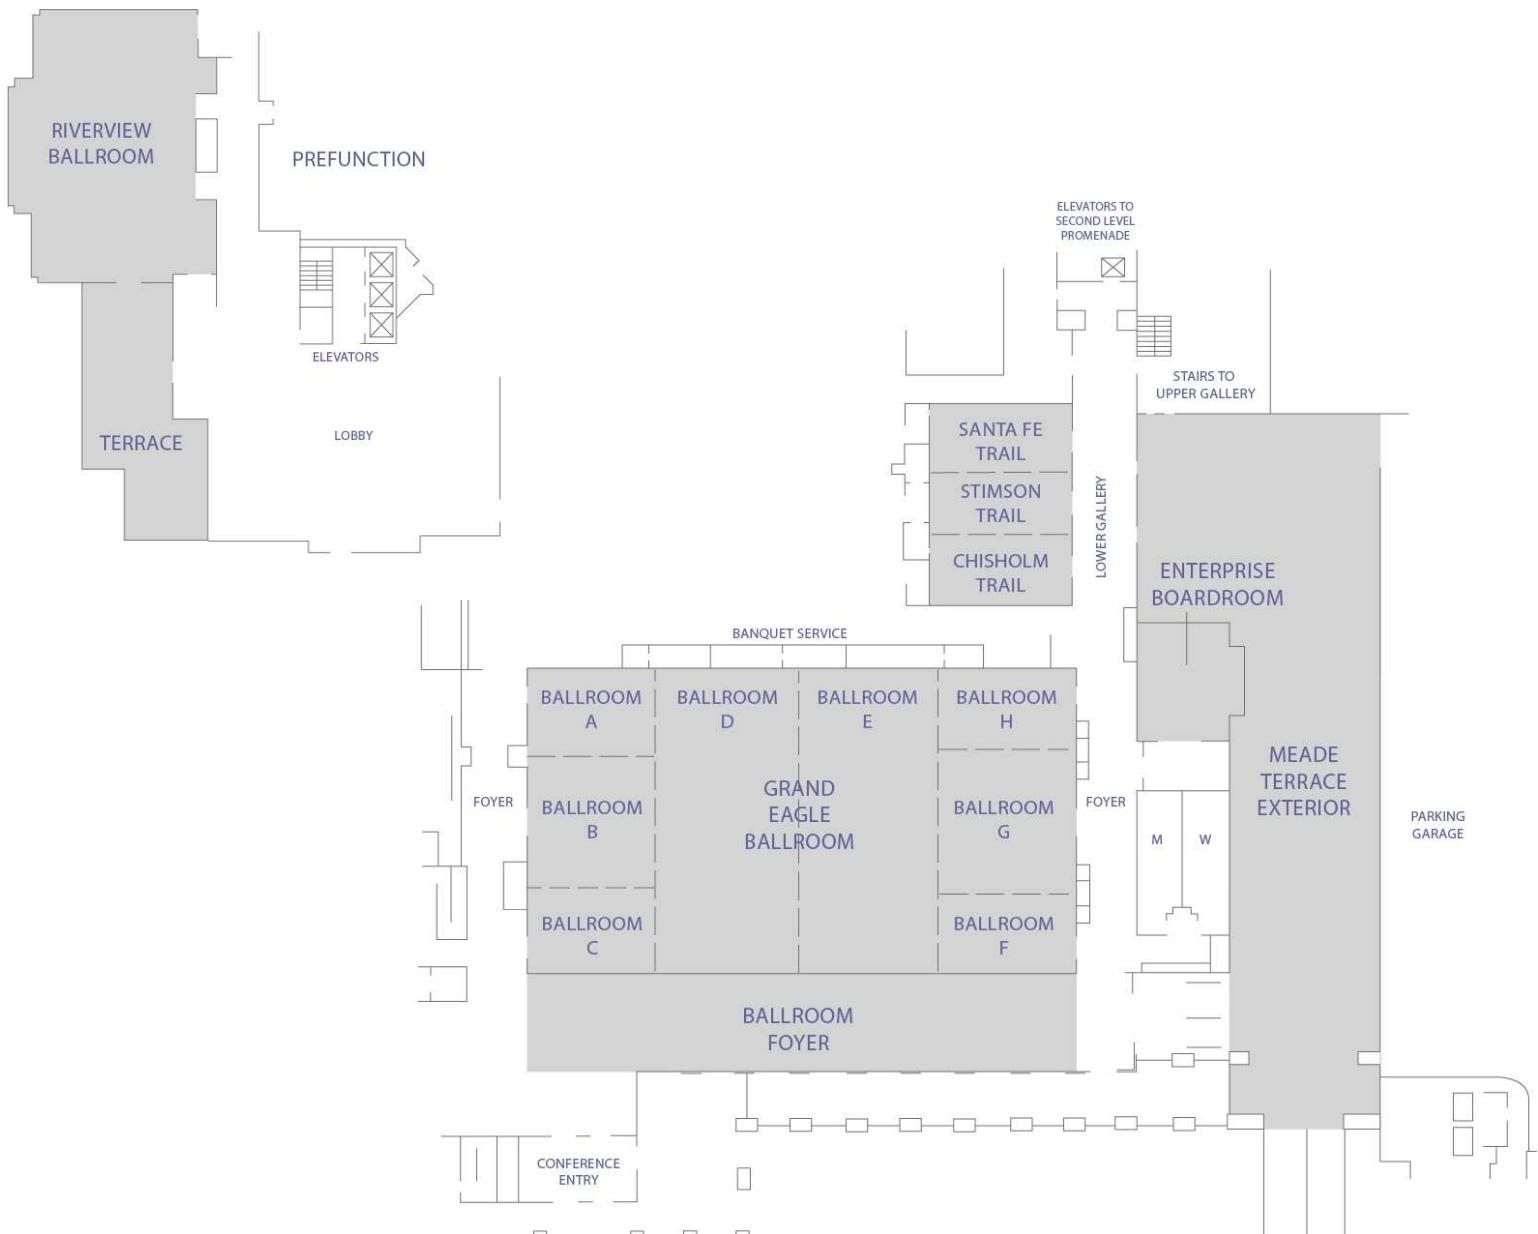 RIVERVIEW
BALLROOM
PREFUNCTION
ELEVATORS TO
SECOND LEVEL
PROMENADE
ELEVATORS
STAIRS TO
UPPER GALLERY
TERRACE
LOBBY
SANTA FE
TRAIL
STIMSON
TRAIL
CHISHOLM
TRAIL
LOWER GALLERY
ENTERPRISE
BOARDROOM
BANQUET SERVICE
BALLROOM
A
BALLROOM
D
BALLROOM
E
BALLROOM
H
FOYER
BALLROOM
B
GRAND
EAGLE
BALLROOM
BALLROOM
G
FOYER
MEADE
TERRACE
EXTERIOR
M
W
PARKING
GARAGE
BALLROOM
C
BALLROOM
F
BALLROOM
FOYER
CONFERENCE
ENTRY